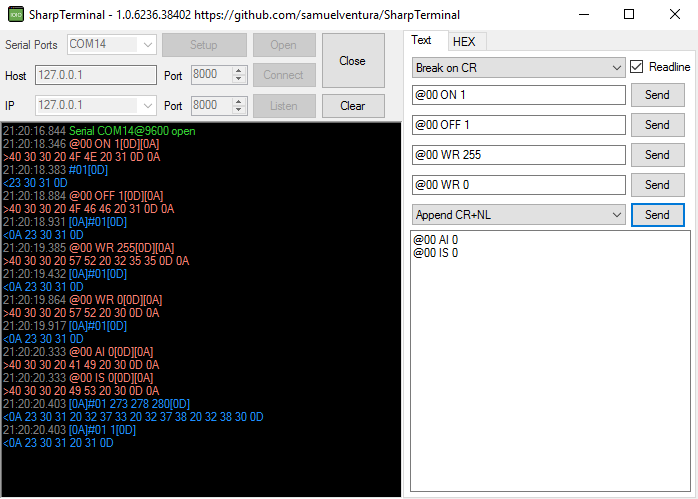 SharpTerminal - 1.0.6236.38402 https://github.com/samuelventura/SharpTerminal
Serial Ports COM14 Setup Open
Close
Host 127.0.0.1 Port 8000 Connect
IP 127.0.0.1 Port 8000 Listen Clear
21:20:16.844 Serial COM14@9600 open
21:20:18.346 @00 ON 1[0D][0A]
>40 30 30 20 4F 4E 20 31 0D 0A
21:20:18.383 #01[0D]
<23 30 31 0D
21:20:18.884 @00 OFF 1[0D][0A]
>40 30 30 20 4F 46 46 20 31 0D 0A
21:20:18.931 [0A]#01[0D]
<0A 23 30 31 0D
21:20:19.385 @00 WR 255[0D][0A]
>40 30 30 20 57 52 20 32 35 35 0D 0A
21:20:19.432 [0A]#01[0D]
<0A 23 30 31 0D
21:20:19.864 @00 WR 0[0D][0A]
>40 30 30 20 57 52 20 30 0D 0A
21:20:19.917 [0A]#01[0D]
<0A 23 30 31 0D
21:20:20.333 @00 AI 0[0D][0A]
>40 30 30 20 41 49 20 30 0D 0A
21:20:20.333 @00 IS 0[0D][0A]
>40 30 30 20 49 53 20 30 0D 0A
21:20:20.403 [0A]#01 273 278 280[0D]
<0A 23 30 31 20 32 37 33 20 32 37 38 20 32 38 30 0D
21:20:20.403 [0A]#01 1[0D]
<0A 23 30 31 20 31 0D
Text HEX
Break on CR Readline
@00 ON 1 Send
@00 OFF 1 Send
@00 WR 255 Send
@00 WR 0 Send
Append CR+NL Send
@00 AI 0
@00 IS 0